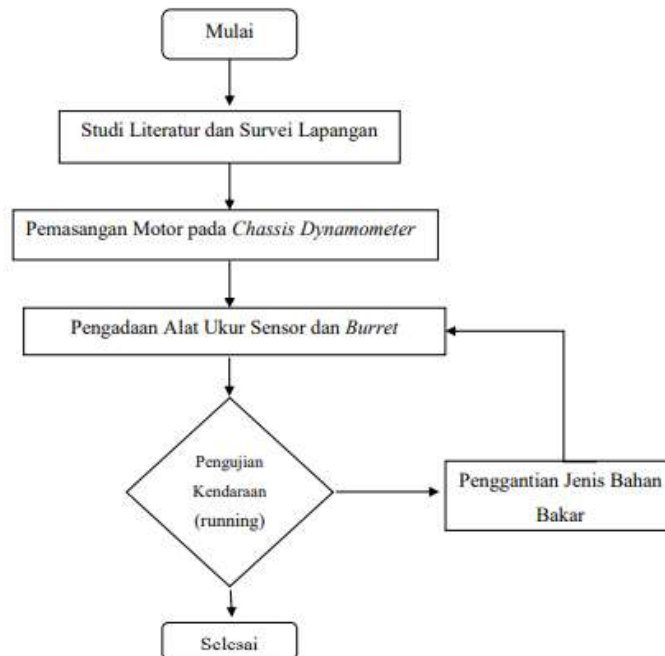 Mulai
Studi Literatur dan Survei Lapangan
Pemasangan Motor pada Chassis Dynamometer
Pengadaan Alat Ukur Sensor dan Burret
Pengujian
Kendaraan
(running)
Penggantian Jenis Bahan
Bakar
Selesai